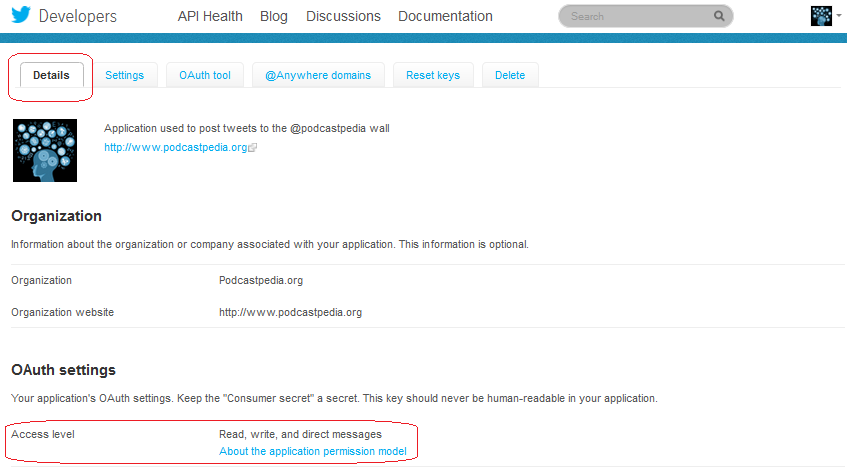 Developers API Health Blog Discussions Documentation Search
Details Settings OAuth tool @Anywhere domains Reset keys Delete
Application used to post tweets to the @podcastpedia wall
http://www.podcastpedia.org
Organization
Information about the organization or company associated with your application. This information is optional.
Organization Podcastpedia.org
Organization website http://www.podcastpedia.org
OAuth settings
Your application's OAuth settings. Keep the "Consumer secret" a secret. This key should never be human-readable in your application.
Access level Read, write, and direct messages
About the application permission model